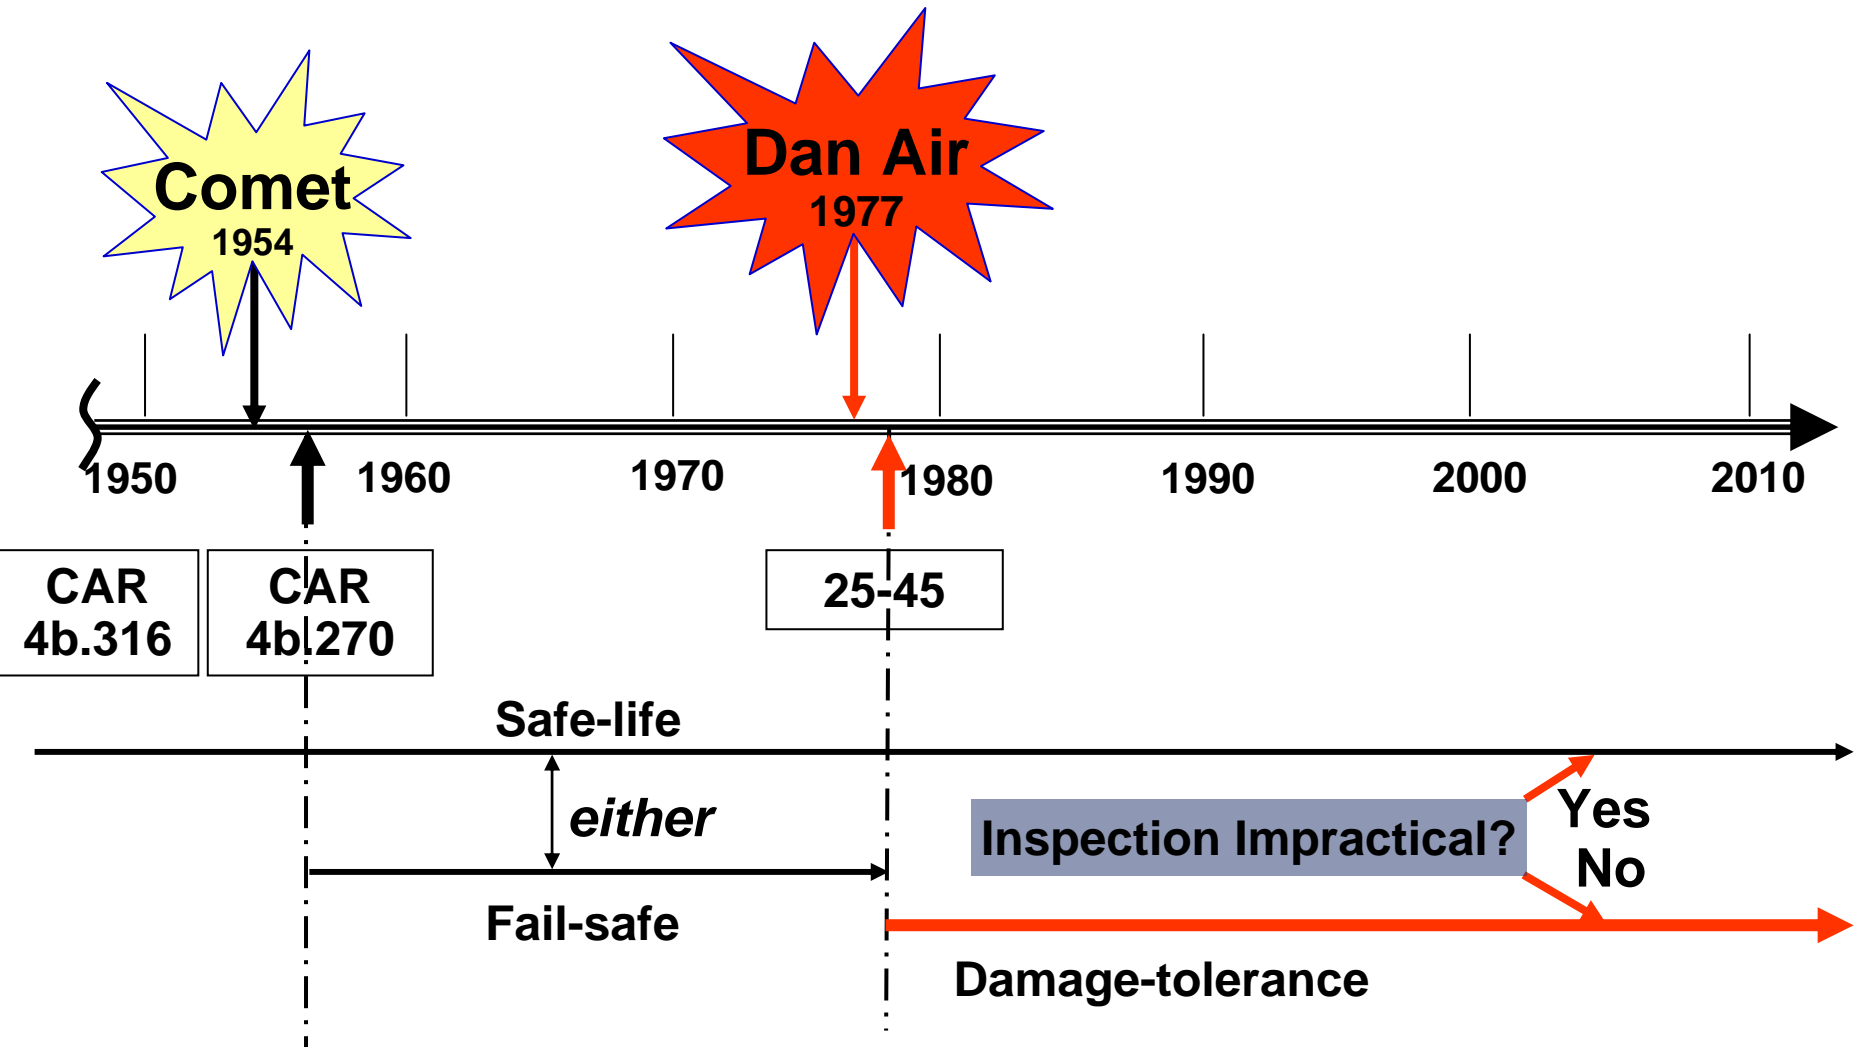 Comet
1954
Dan Air
1977
1950
1960
1970
1980
1990
2000
2010
CAR
4b.316
CAR
4b.270
25-45
Safe-life
either
Fail-safe
Inspection Impractical?
Yes
No
Damage-tolerance